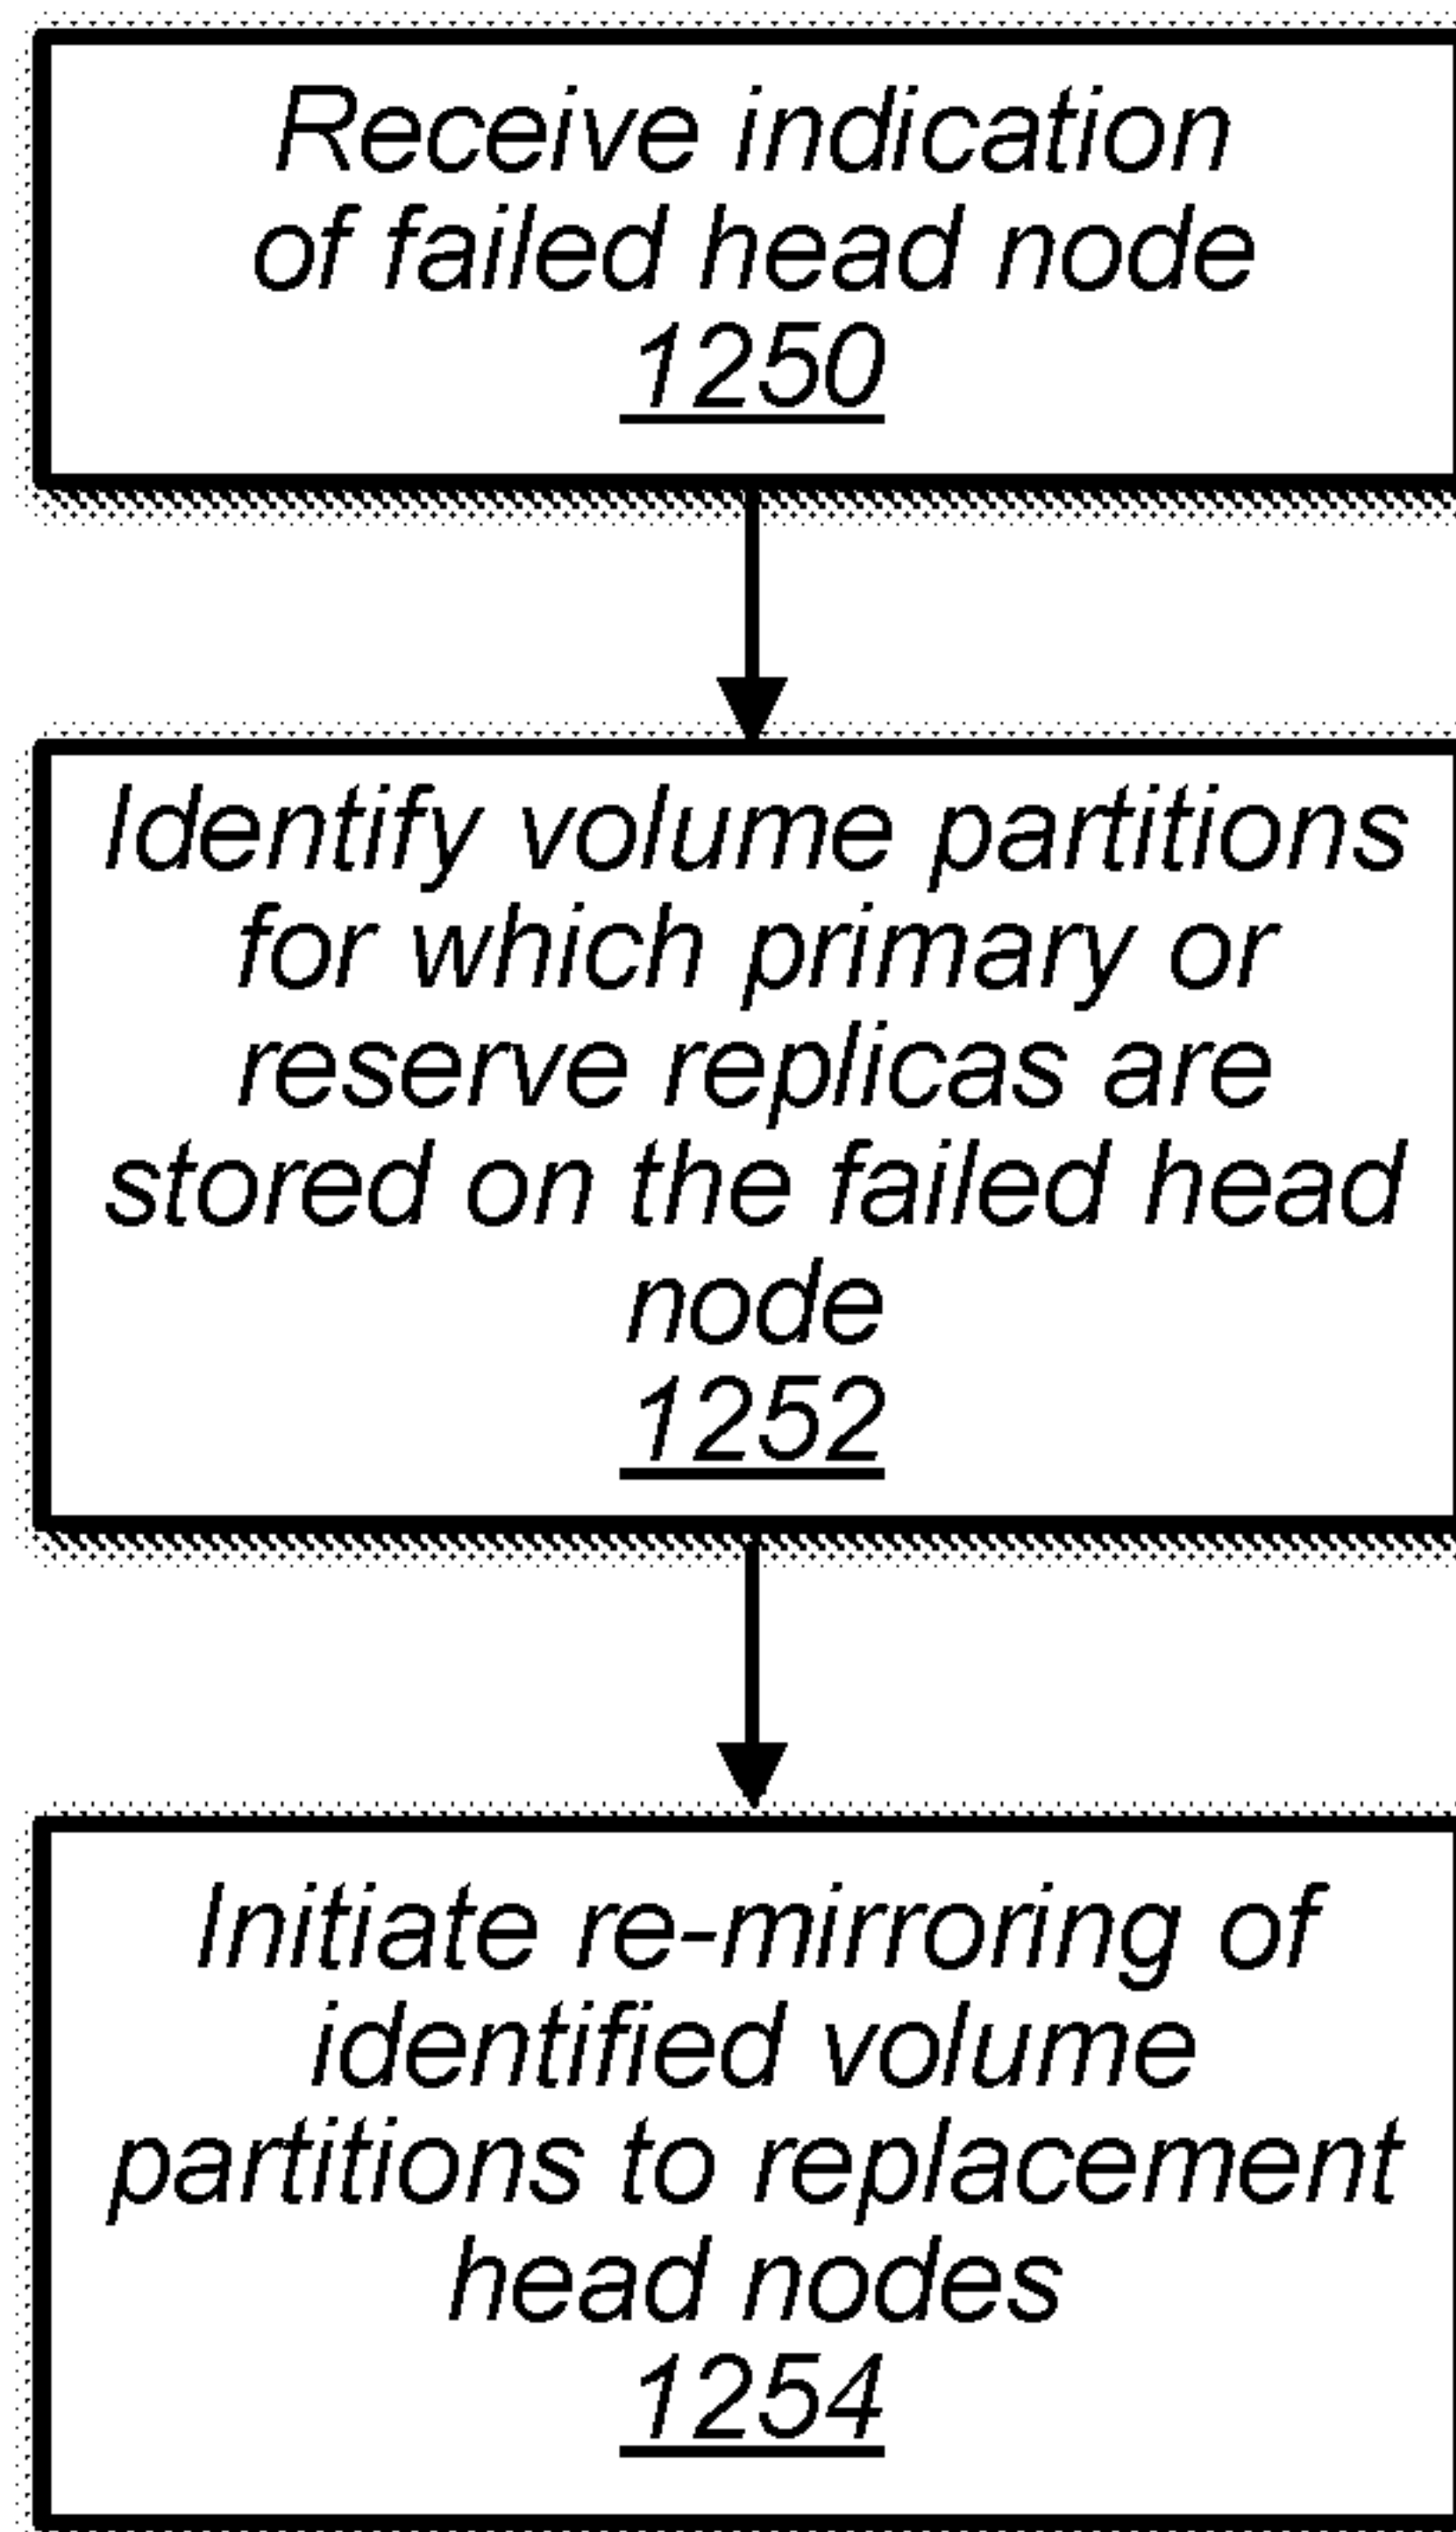 Receive indication
of failed head node
1250
Identify volume partitions
for which primary or
reserve replicas are
stored on the failed head
node
1252
Initiate re-mirroring of
identified volume
partitions to replacement
head nodes
1254